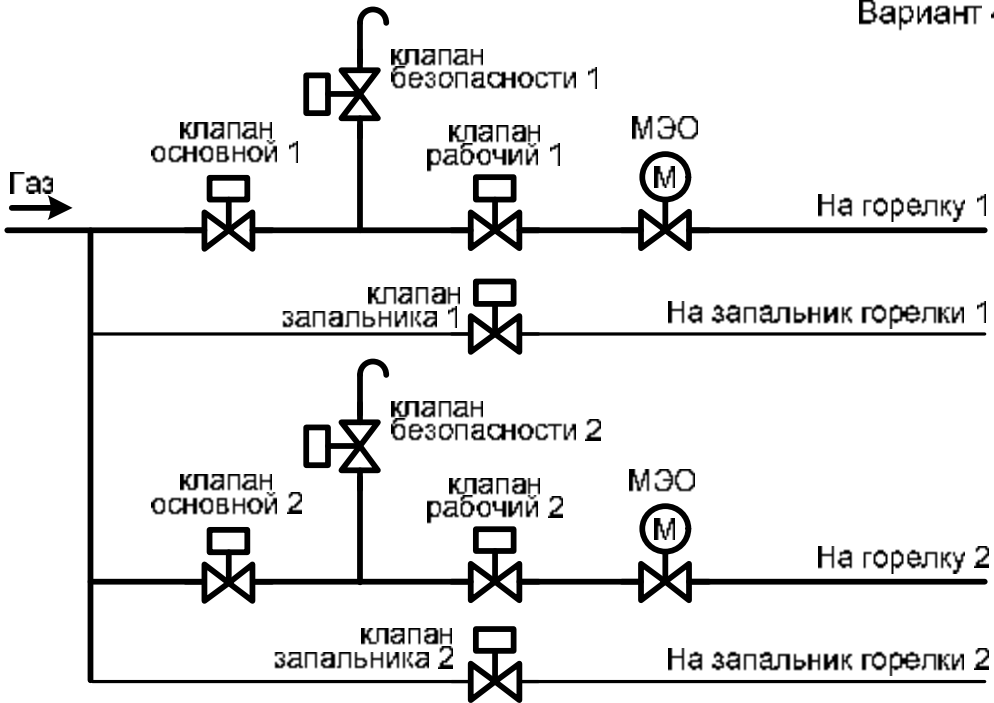 Вариант 4
клапан
безопасности 1
клапан
основной 1
клапан
рабочий 1
МЭО
М
Газ
На горелку 1
клапан
запальника 1
На запальник горелки 1
клапан
безопасности 2
клапан
основной 2
клапан
рабочий 2
МЭО
М
На горелку 2
клапан
запальника 2
На запальник горелки 2